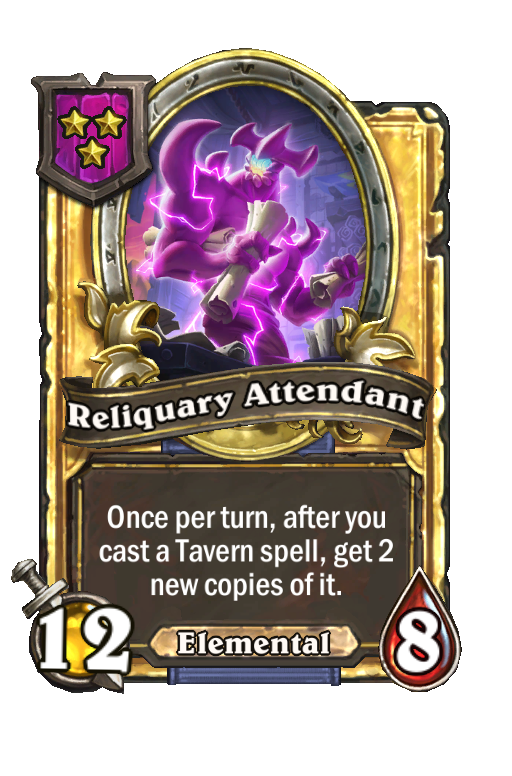 Reliquary Attendant
Once per turn, after you
cast a Tavern spell, get 2
new copies of it.
12
Elemental
8